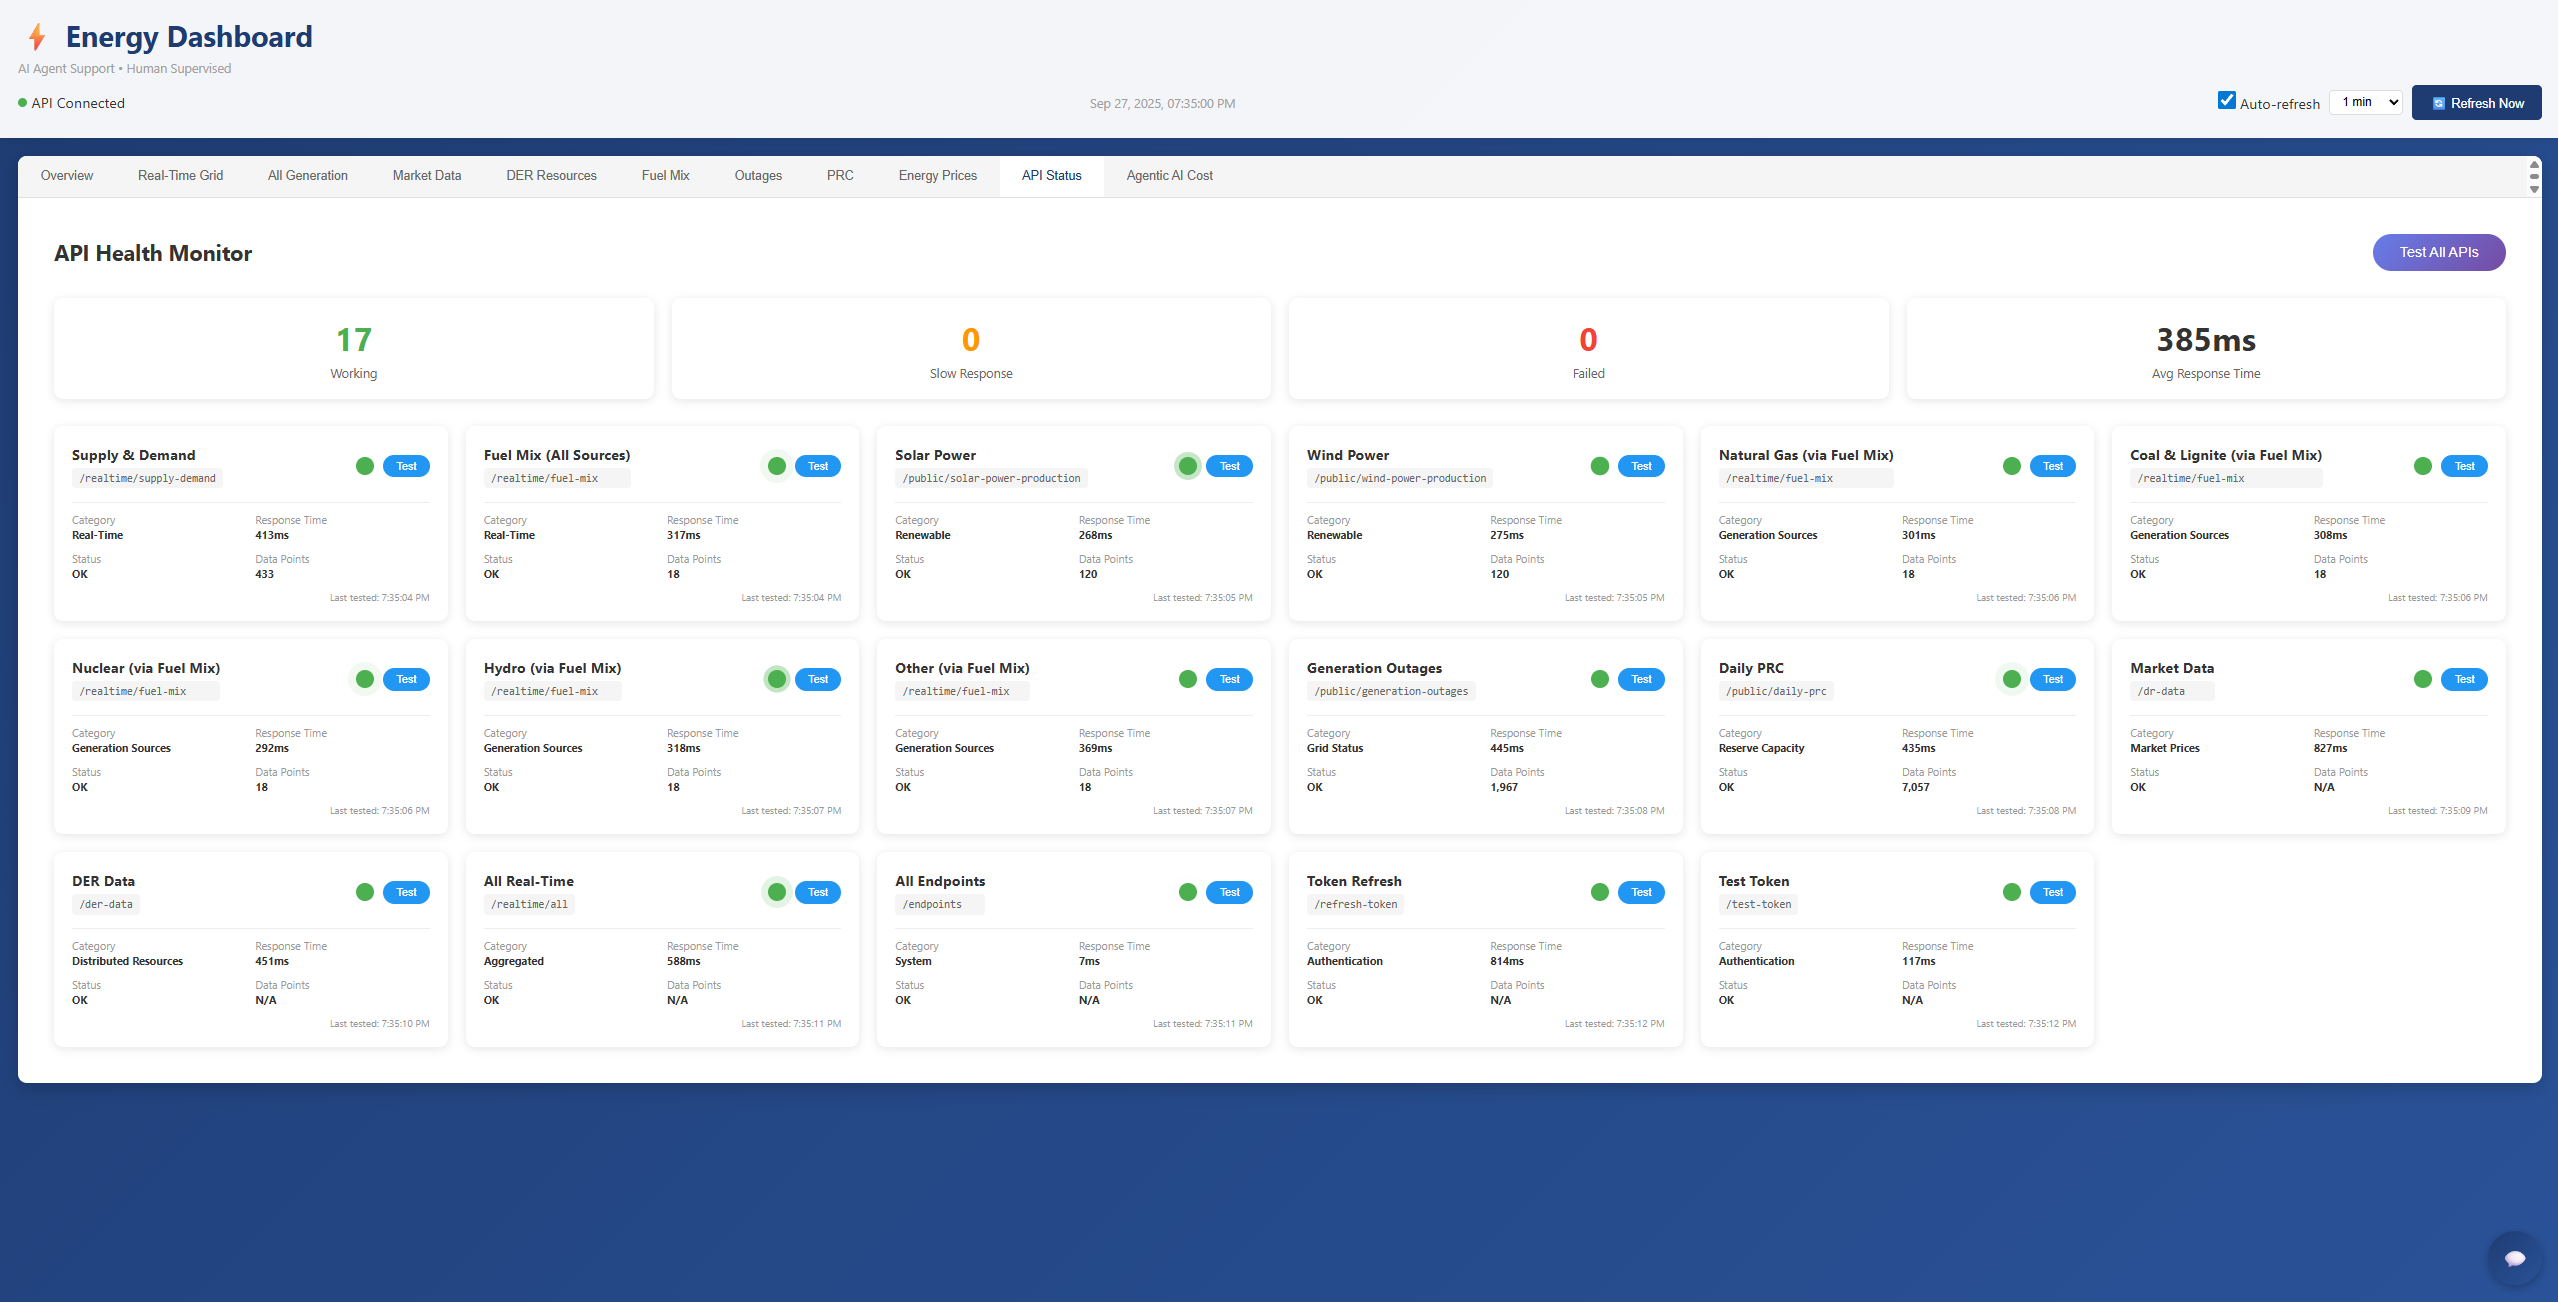 Energy Dashboard
AI Agent Support • Human Supervised
API Connected
Sep 27, 2025, 07:35:00 PM
Auto-refresh
1 min
Refresh Now
Overview Real-Time Grid All Generation Market Data DER Resources Fuel Mix Outages PRC Energy Prices API Status Agentic AI Cost
API Health Monitor
Test All APIs
17
Working
0
Slow Response
0
Failed
385ms
Avg Response Time
Supply & Demand
/realtime/supply-demand
Test
Category Response Time
Real-Time 413ms
Status Data Points
OK 433
Last tested: 7:35:04 PM
Fuel Mix (All Sources)
/realtime/fuel-mix
Test
Category Response Time
Real-Time 317ms
Status Data Points
OK 18
Last tested: 7:35:04 PM
Solar Power
/public/solar-power-production
Test
Category Response Time
Renewable 268ms
Status Data Points
OK 120
Last tested: 7:35:05 PM
Wind Power
/public/wind-power-production
Test
Category Response Time
Renewable 275ms
Status Data Points
OK 120
Last tested: 7:35:05 PM
Natural Gas (via Fuel Mix)
/realtime/fuel-mix
Test
Category Response Time
Generation Sources 301ms
Status Data Points
OK 18
Last tested: 7:35:06 PM
Coal & Lignite (via Fuel Mix)
/realtime/fuel-mix
Test
Category Response Time
Generation Sources 308ms
Status Data Points
OK 18
Last tested: 7:35:06 PM
Nuclear (via Fuel Mix)
/realtime/fuel-mix
Test
Category Response Time
Generation Sources 292ms
Status Data Points
OK 18
Last tested: 7:35:06 PM
Hydro (via Fuel Mix)
/realtime/fuel-mix
Test
Category Response Time
Generation Sources 318ms
Status Data Points
OK 18
Last tested: 7:35:07 PM
Other (via Fuel Mix)
/realtime/fuel-mix
Test
Category Response Time
Generation Sources 369ms
Status Data Points
OK 18
Last tested: 7:35:07 PM
Generation Outages
/public/generation-outages
Test
Category Response Time
Grid Status 445ms
Status Data Points
OK 1,967
Last tested: 7:35:08 PM
Daily PRC
/public/daily-prc
Test
Category Response Time
Reserve Capacity 435ms
Status Data Points
OK 7,057
Last tested: 7:35:08 PM
Market Data
/dr-data
Test
Category Response Time
Market Prices 827ms
Status Data Points
OK N/A
Last tested: 7:35:09 PM
DER Data
/der-data
Test
Category Response Time
Distributed Resources 451ms
Status Data Points
OK N/A
Last tested: 7:35:10 PM
All Real-Time
/realtime/all
Test
Category Response Time
Aggregated 588ms
Status Data Points
OK N/A
Last tested: 7:35:11 PM
All Endpoints
/endpoints
Test
Category Response Time
System 7ms
Status Data Points
OK N/A
Last tested: 7:35:11 PM
Token Refresh
/refresh-token
Test
Category Response Time
Authentication 814ms
Status Data Points
OK N/A
Last tested: 7:35:12 PM
Test Token
/test-token
Test
Category Response Time
Authentication 117ms
Status Data Points
OK N/A
Last tested: 7:35:12 PM